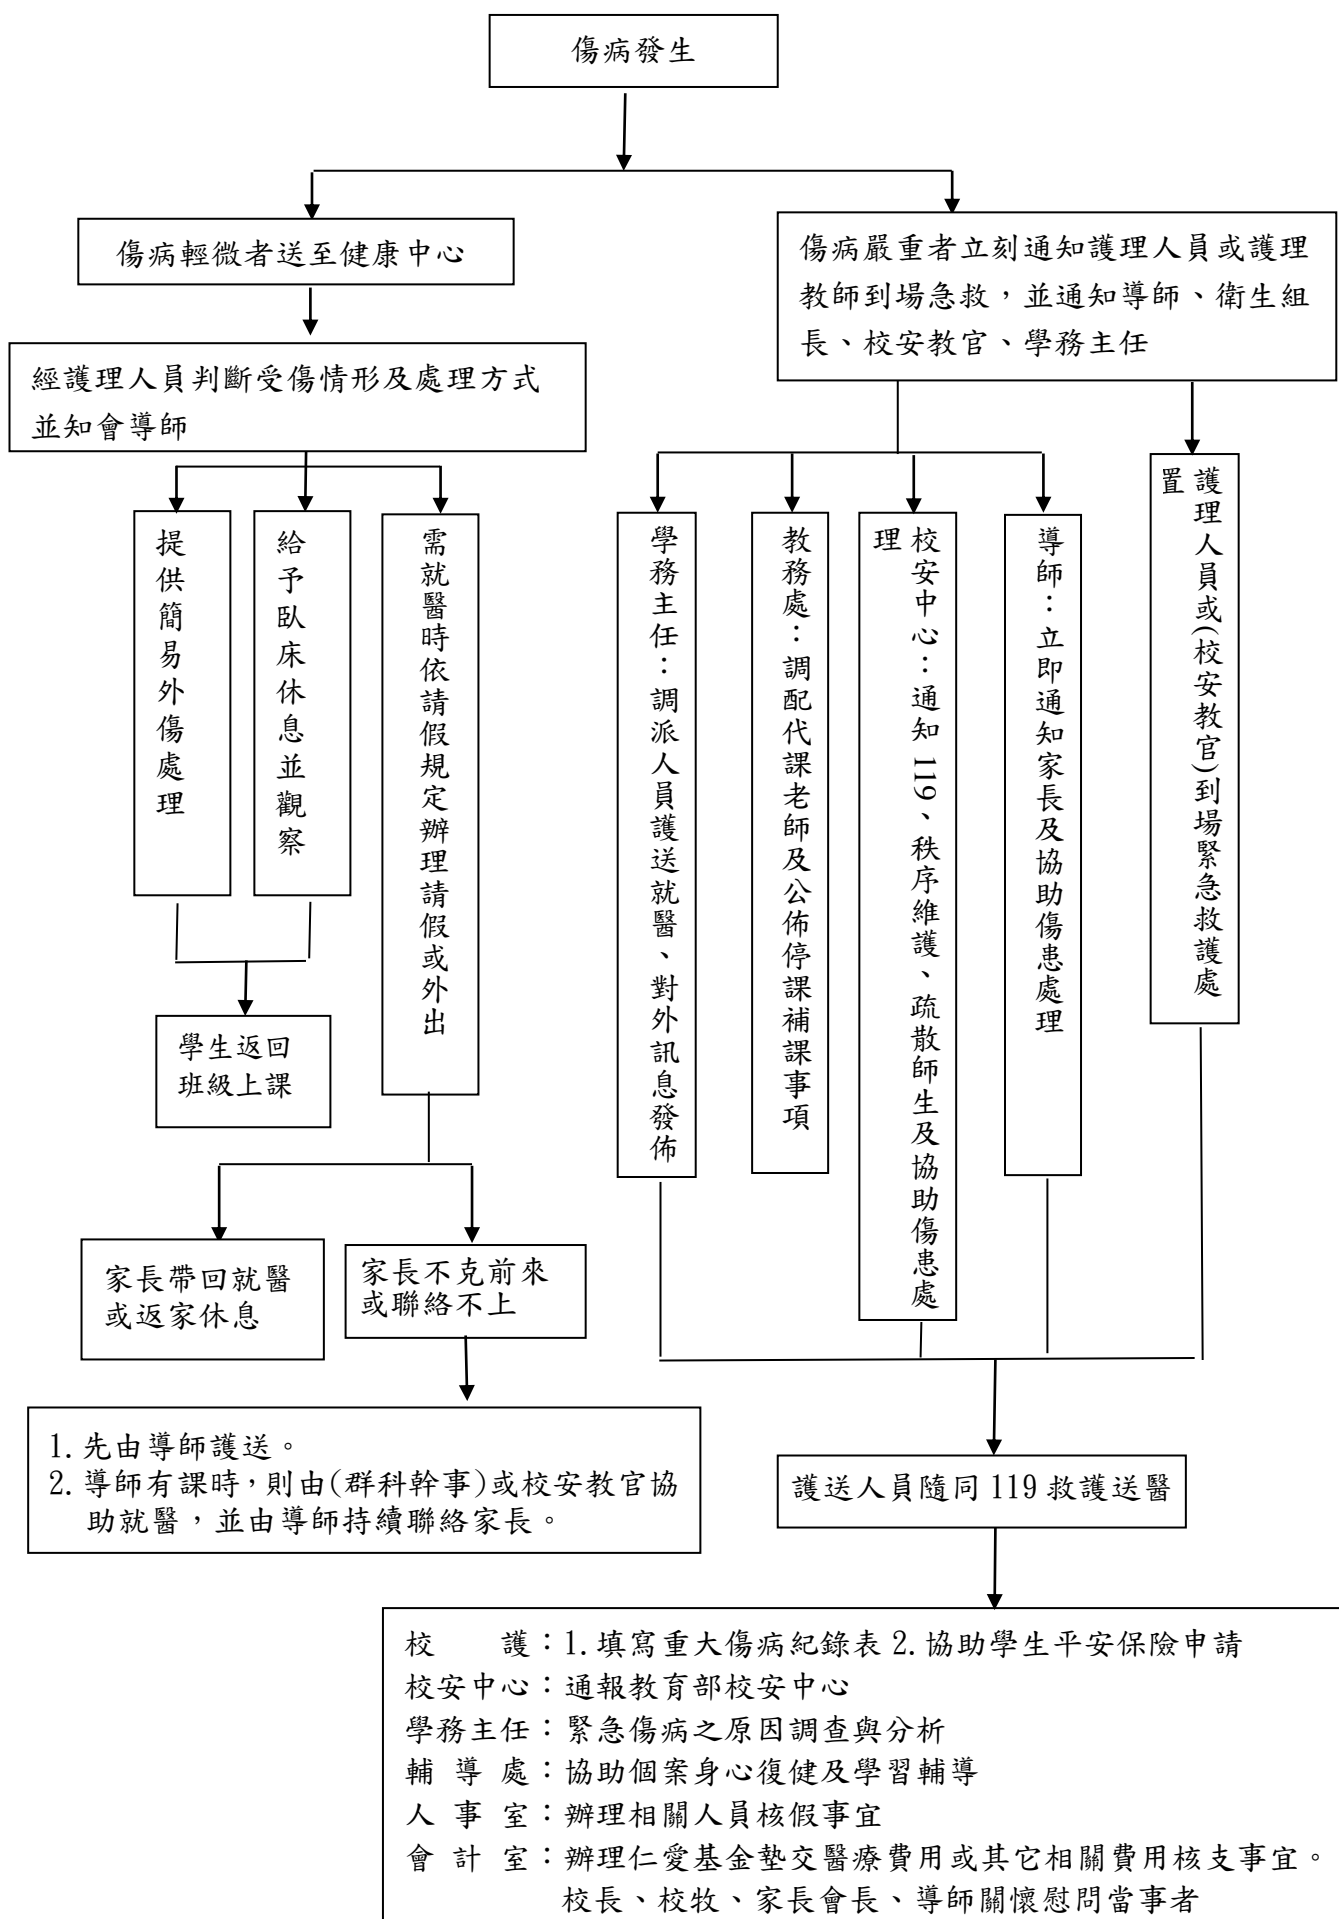 傷病發生
傷病輕微者送至健康中心
傷病嚴重者立刻通知護理人員或護理
教師到場急救，並通知導師、衛生組
長、校安教官、學務主任
經護理人員判斷受傷情形及處理方式
並知會導師
提供簡易外傷處理
給予臥床休息並觀察
需就醫時依請假規定辦理請假或外出
學務主任：調派人員護送就醫、對外訊息發佈
教務處：調配代課老師及公佈停課補課事項
校安中心：通知 119、秩序維護、疏散師生及協助傷患處
理
導師：立即通知家長及協助傷患處理
護理人員或(校安教官)到場緊急救護處
置
學生返回
班級上課
家長帶回就醫
或返家休息
家長不克前來
或聯絡不上
1.先由導師護送。
2.導師有課時，則由(群科幹事)或校安教官協
助就醫，並由導師持續聯絡家長。
護送人員隨同 119 救護送醫
校　　護：1.填寫重大傷病紀錄表 2.協助學生平安保險申請
校安中心：通報教育部校安中心
學務主任：緊急傷病之原因調查與分析
輔 導 處：協助個案身心復健及學習輔導
人 事 室：辦理相關人員核假事宜
會 計 室：辦理仁愛基金墊交醫療費用或其它相關費用核支事宜。
校長、校牧、家長會長、導師關懷慰問當事者